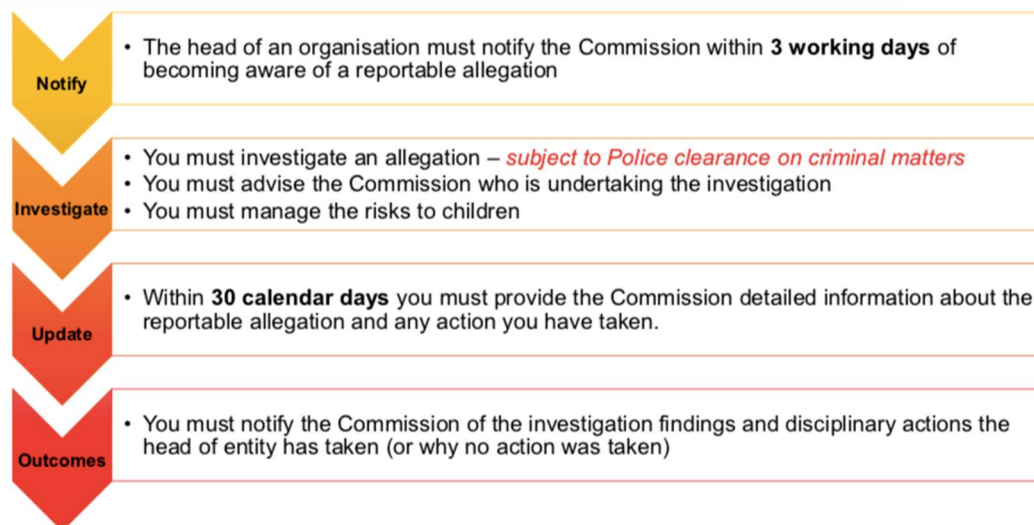 Notify
• The head of an organisation must notify the Commission within 3 working days of
becoming aware of a reportable allegation
Investigate
• You must investigate an allegation – subject to Police clearance on criminal matters
• You must advise the Commission who is undertaking the investigation
• You must manage the risks to children
Update
• Within 30 calendar days you must provide the Commission detailed information about the
reportable allegation and any action you have taken.
Outcomes
• You must notify the Commission of the investigation findings and disciplinary actions the
head of entity has taken (or why no action was taken)